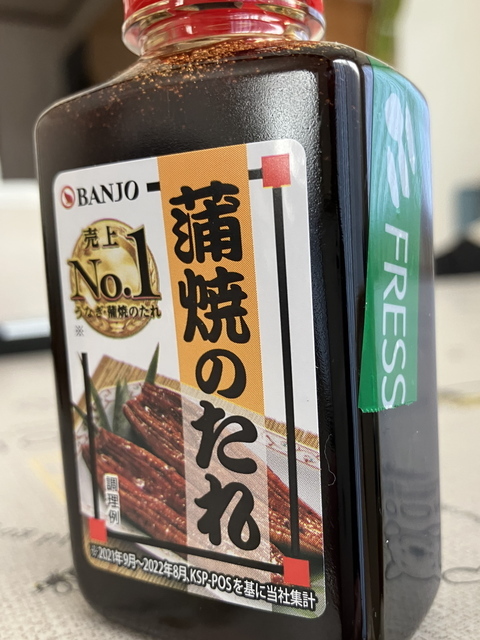 BANJO
売上
No.1
うなぎ・蒲焼のたれ
※
蒲焼のたれ
調理例
※2021年9月~2022年8月、KSP-POSを基に当社集計
FRESS